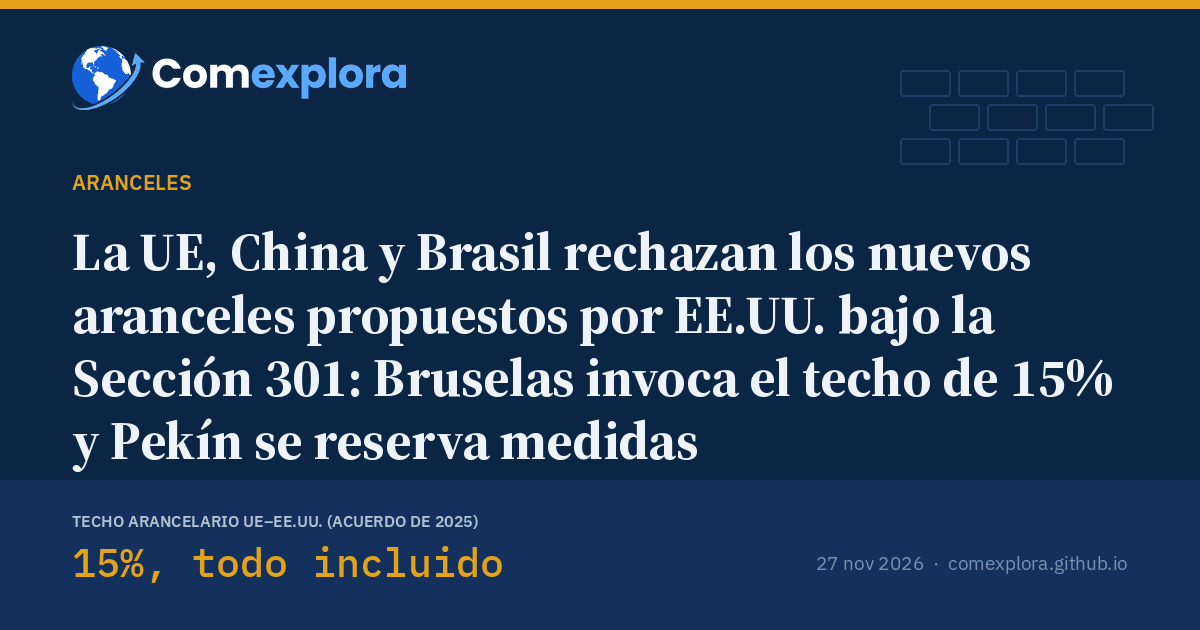 Comexplora
ARANCELES
La UE, China y Brasil rechazan los nuevos
aranceles propuestos por EE.UU. bajo la
Sección 301: Bruselas invoca el techo de 15%
y Pekín se reserva medidas
TECHO ARANCELARIO UE–EE.UU. (ACUERDO DE 2025)
15%, todo incluido
27 nov 2026 · comexplora.github.io